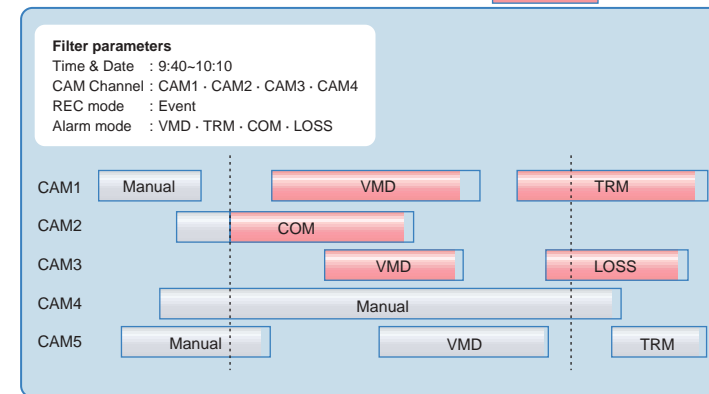 Filter parameters
Time & Date : 9:40~10:10
CAM Channel : CAM1 · CAM2 · CAM3 · CAM4
REC mode : Event
Alarm mode : VMD · TRM · COM · LOSS
CAM1 Manual VMD TRM
CAM2 COM
CAM3 VMD LOSS
CAM4 Manual
CAM5 Manual VMD TRM